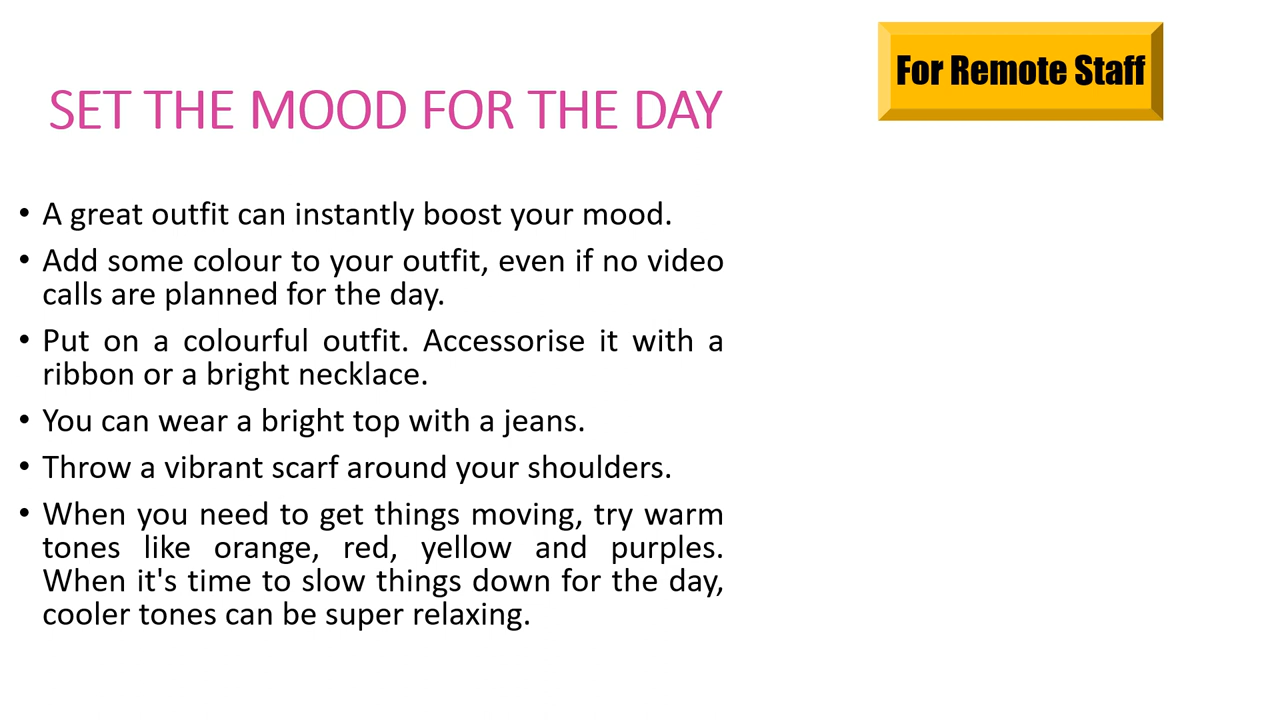 For Remote Staff
SET THE MOOD FOR THE DAY
• A great outfit can instantly boost your mood.
• Add some colour to your outfit, even if no video
calls are planned for the day.
• Put on a colourful outfit. Accessorise it with a
ribbon or a bright necklace.
• You can wear a bright top with a jeans.
• Throw a vibrant scarf around your shoulders.
• When you need to get things moving, try warm
tones like orange, red, yellow and purples.
When it's time to slow things down for the day,
cooler tones can be super relaxing.